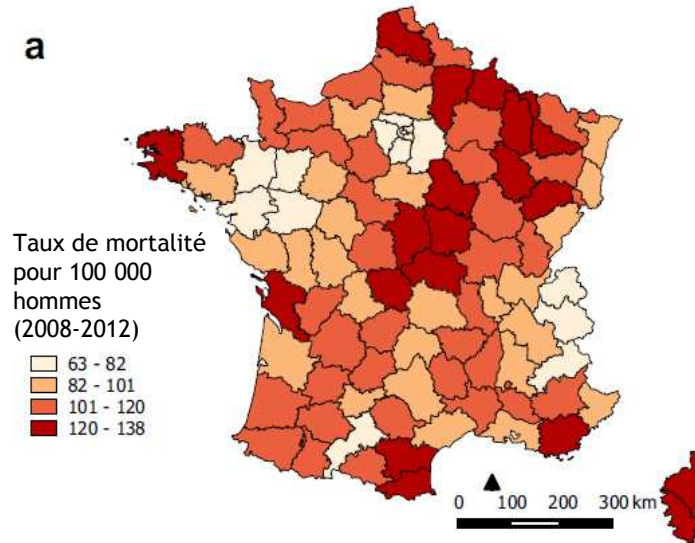 a
Taux de mortalité
pour 100 000
hommes
(2008-2012)
63 - 82
82 - 101
101 - 120
120 - 138
0 100 200 300 km